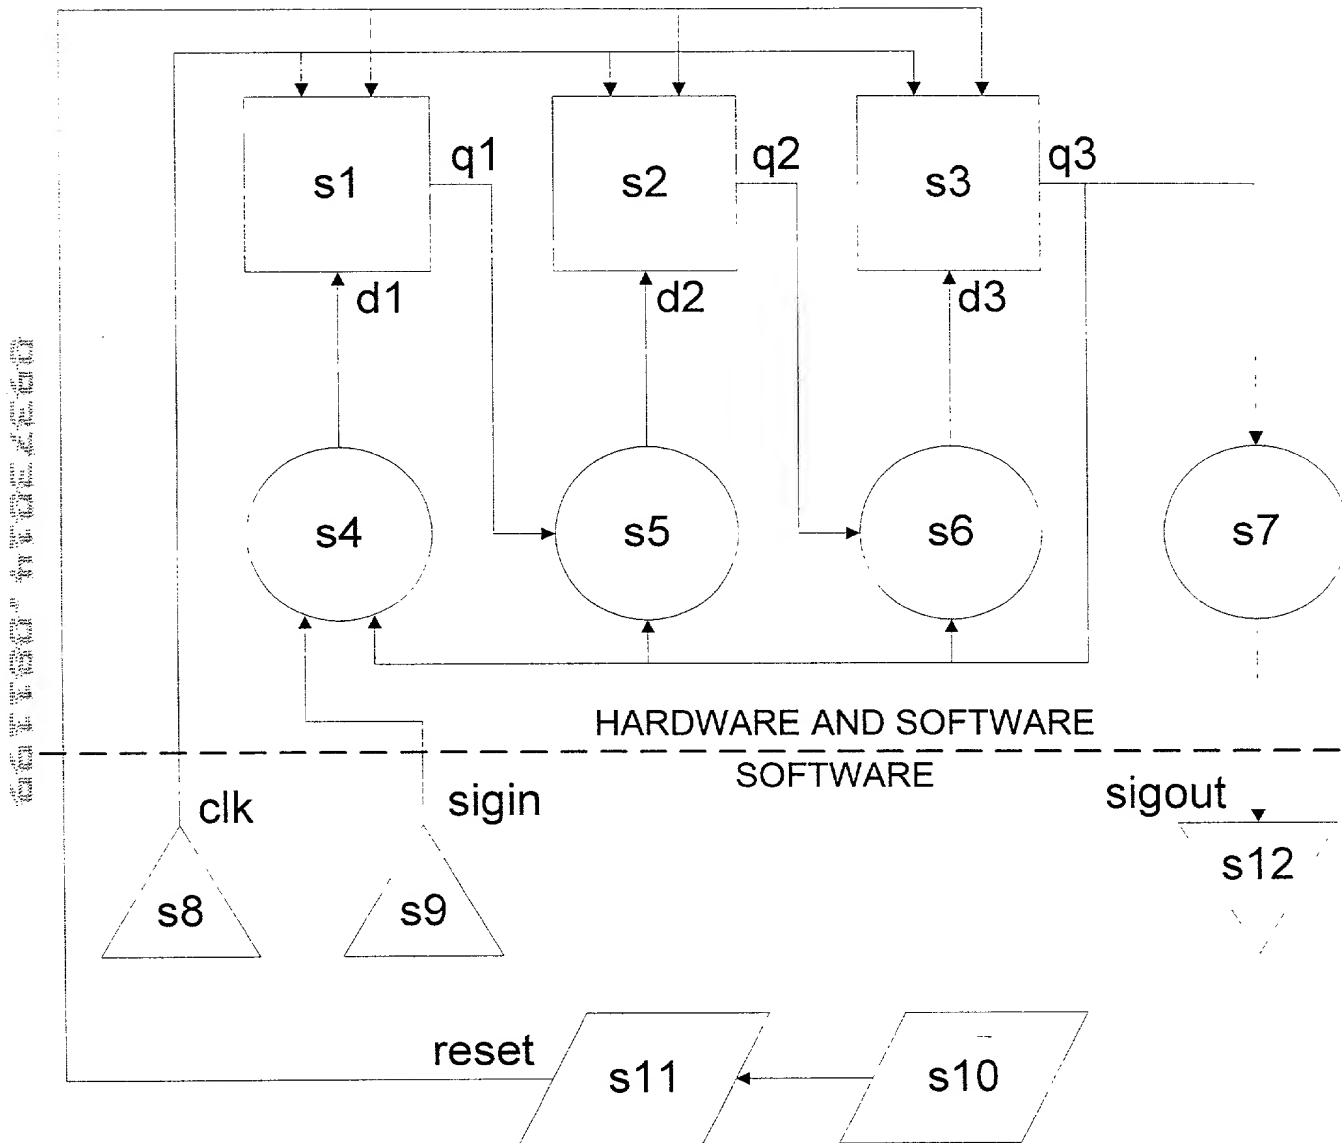 s1
q1
s2
q2
s3
q3
d1
d2
d3
s4
s5
s6
s7
HARDWARE AND SOFTWARE
SOFTWARE
clk
sigin
sigout
s8
s9
s12
reset
s11
s10